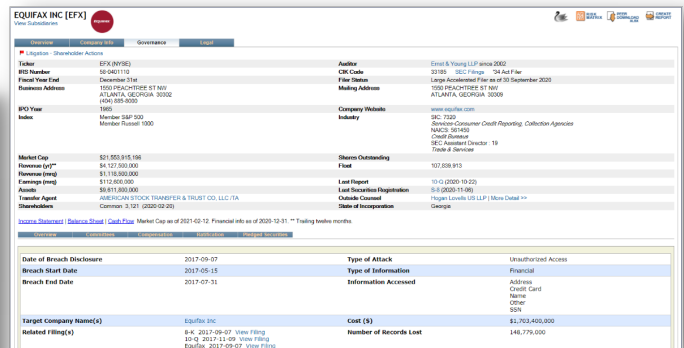 EQUIFAX INC [EFX]
View Subsidiaries
RISK MATRIX
PEER DOWNLOAD
CREATE REPORT
Overview Company Info Governance Legal
Litigation - Shareholder Actions
Ticker EFX (NYSE) Auditor Ernst & Young LLP since 2002
IRS Number 58-0401110 CIK Code 33185 SEC Filings '34 Act Filer
Fiscal Year End December 31st Filer Status Large Accelerated Filer as of 30 September 2020
Business Address 1550 PEACHTREE ST NW Mailing Address 1550 PEACHTREE ST NW
ATLANTA, GEORGIA 30302 ATLANTA, GEORGIA 30309
(404) 885-8000
IPO Year 1965 Company Website www.equifax.com
Index Member S&P 500 Industry SIC: 7320
Member Russell 1000 Services-Consumer Credit Reporting, Collection Agencies
NAICS: 561450
Credit Bureaus
SEC Assistant Director : 19
Trade & Services
Market Cap $21,553,915,196 Shares Outstanding
Revenue (yr)** $4,127,500,000 Float 107,839,913
Revenue (mrq) $1,118,500,000
Earnings (mrq) $112,600,000 Last Report 10-Q (2020-10-22)
Assets $9,611,800,000 Last Securities Registration S-8 (2020-11-06)
Transfer Agent AMERICAN STOCK TRANSFER & TRUST CO, LLC /TA Outside Counsel Hogan Lovells US LLP | More Detail >>
Shareholders Common 3,121 (2020-02-20) State of Incorporation Georgia
Income Statement | Balance Sheet | Cash Flow Market Cap as of 2021-02-12. Financial info as of 2020-12-31. ** Trailing twelve months
Overview Committees Compensation Ratification Pledged Securities
Date of Breach Disclosure 2017-09-07 Type of Attack Unauthorized Access
Breach Start Date 2017-05-15 Type of Information Financial
Breach End Date 2017-07-31 Information Accessed Address
Credit Card
Name
Other
SSN
Target Company Name(s) Equifax Inc Cost ($) $1,703,400,000
Related Filing(s) 8-K 2017-09-07 View Filing Number of Records Lost 148,779,000
10-Q 2017-11-09 View Filing
Equifax 2017-09-07 View Filing